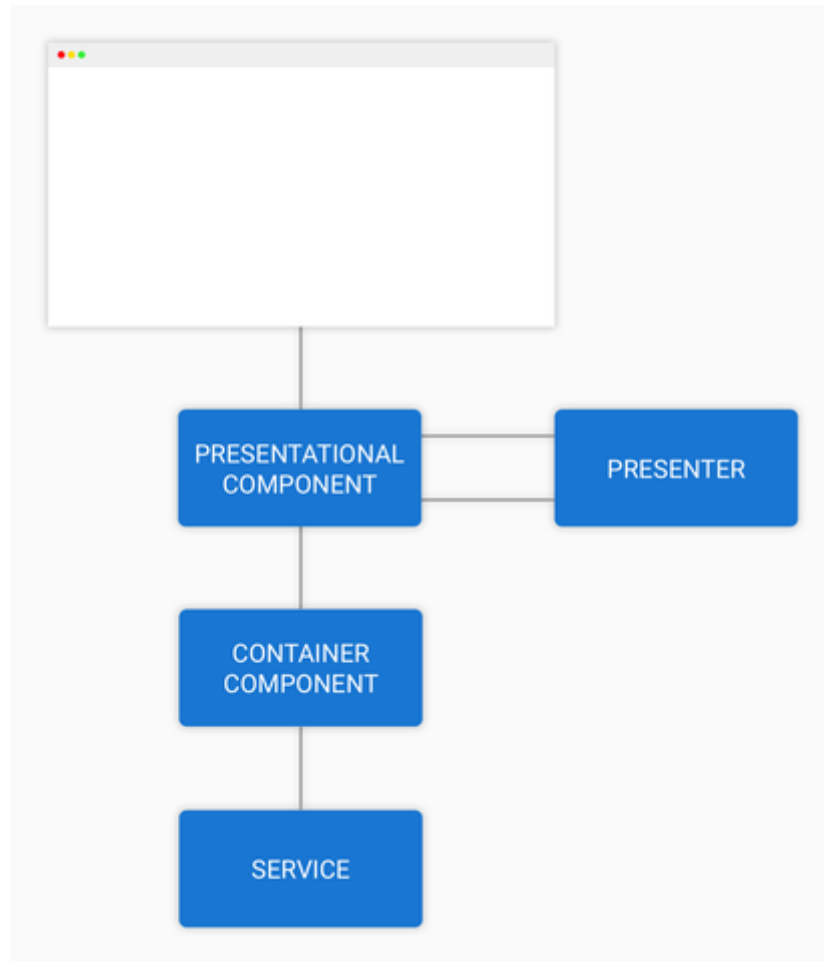 PRESENTATIONAL
COMPONENT
PRESENTER
CONTAINER
COMPONENT
SERVICE